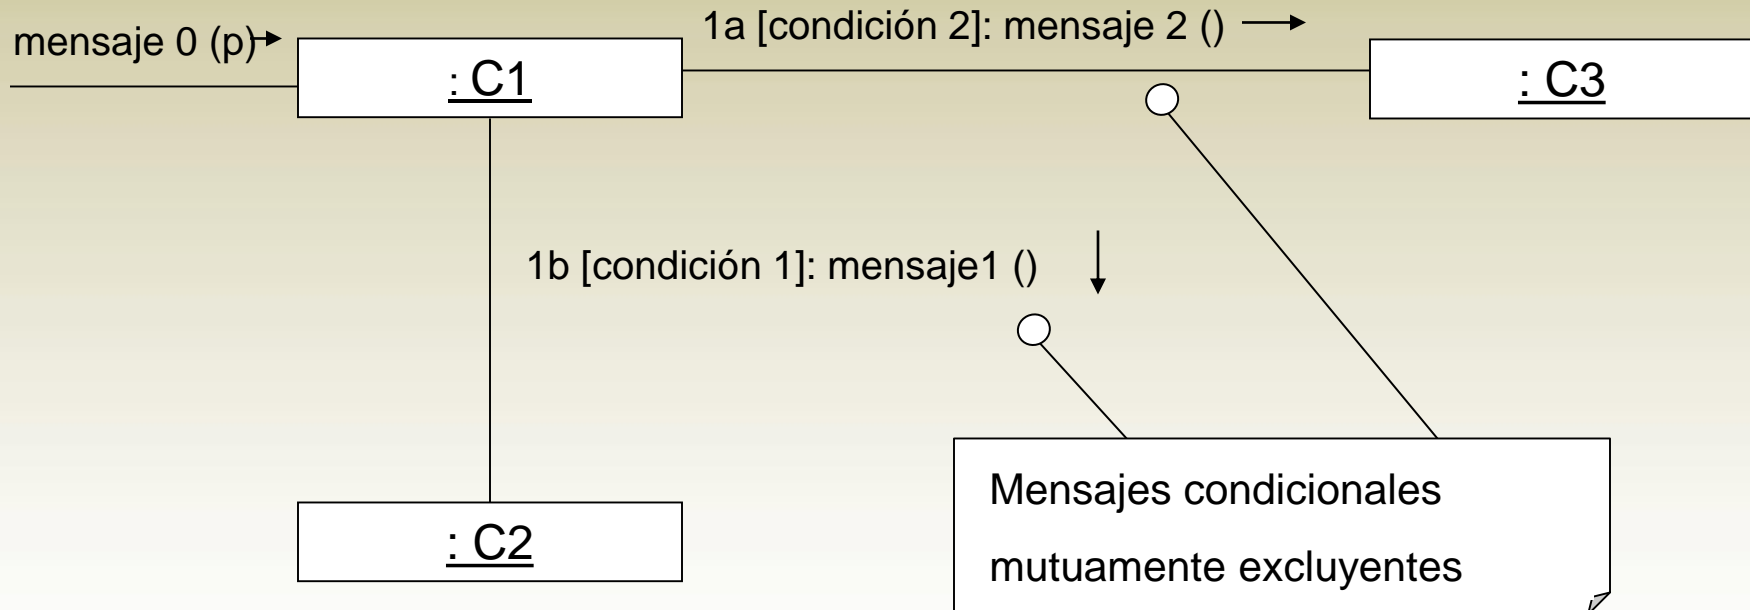 mensaje 0 (p)
1a [condición 2]: mensaje 2 ()
: C1
: C3
1b [condición 1]: mensaje1 ()
: C2
Mensajes condicionales
mutuamente excluyentes